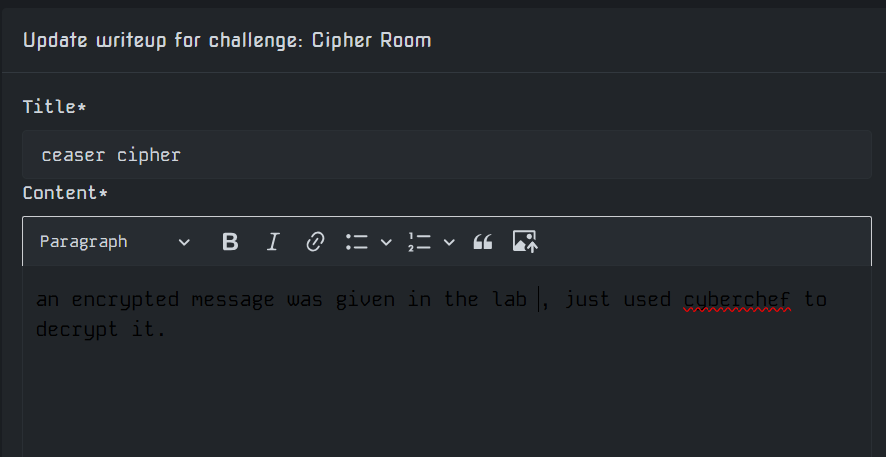 Update writeup for challenge: Cipher Room
Title*
ceaser cipher
Content*
Paragraph B I
an encrypted message was given in the lab , just used cyberchef to
decrypt it.